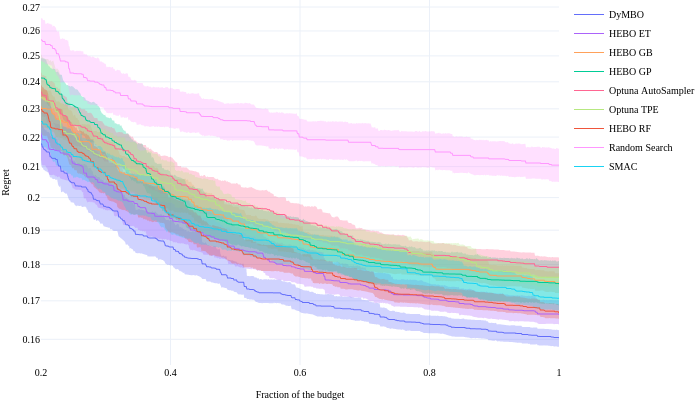 0.27
0.26
0.25
0.24
0.23
0.22
0.21
0.2
0.19
0.18
0.17
0.16
Regret
0.2 0.4 0.6 0.8 1
Fraction of the budget
DyMBO
HEBO ET
HEBO GB
HEBO GP
Optuna AutoSampler
Optuna TPE
HEBO RF
Random Search
SMAC